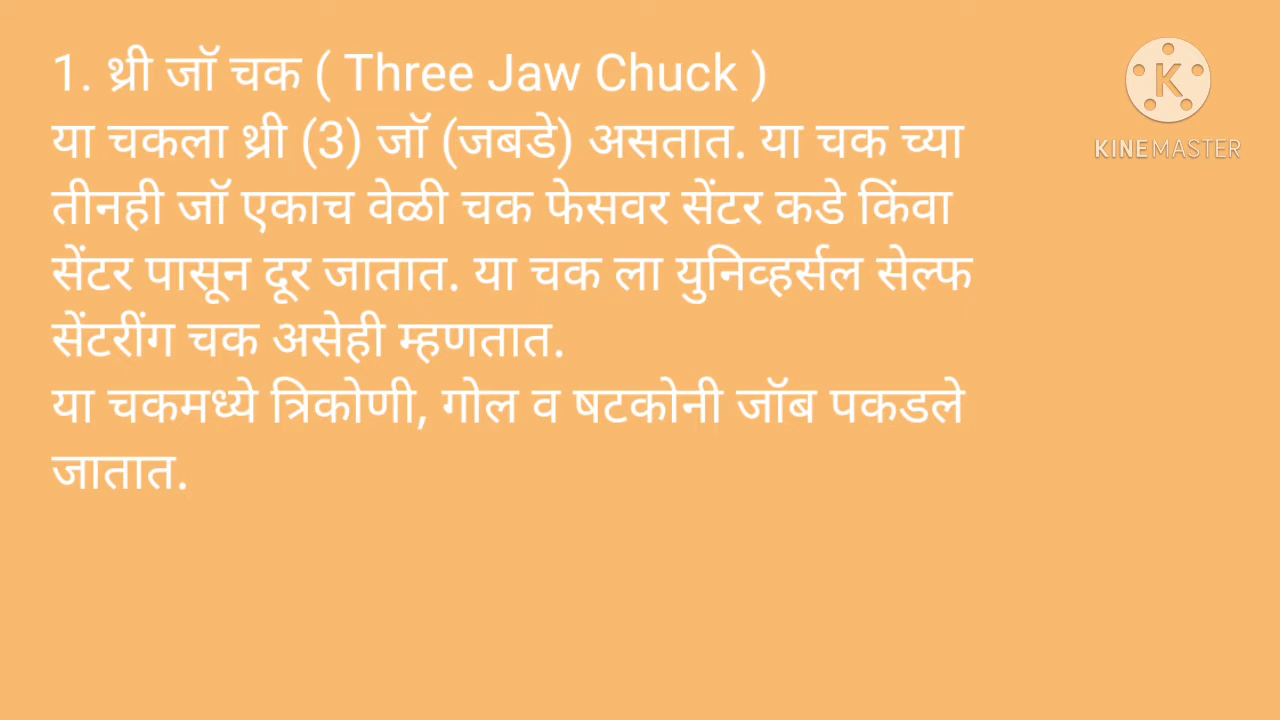 1. थ्री जॉ चक ( Three Jaw Chuck )
या चकला थ्री (3) जॉ (जबडे) असतात. या चक च्या
तीनही जॉ एकाच वेळी चक फेसवर सेंटर कडे किंवा
सेंटर पासून दूर जातात. या चक ला युनिव्हर्सल सेल्फ
सेंटरींग चक असेही म्हणतात.
या चकमध्ये त्रिकोणी, गोल व षटकोनी जॉब पकडले
जातात.
K
KINEMASTER